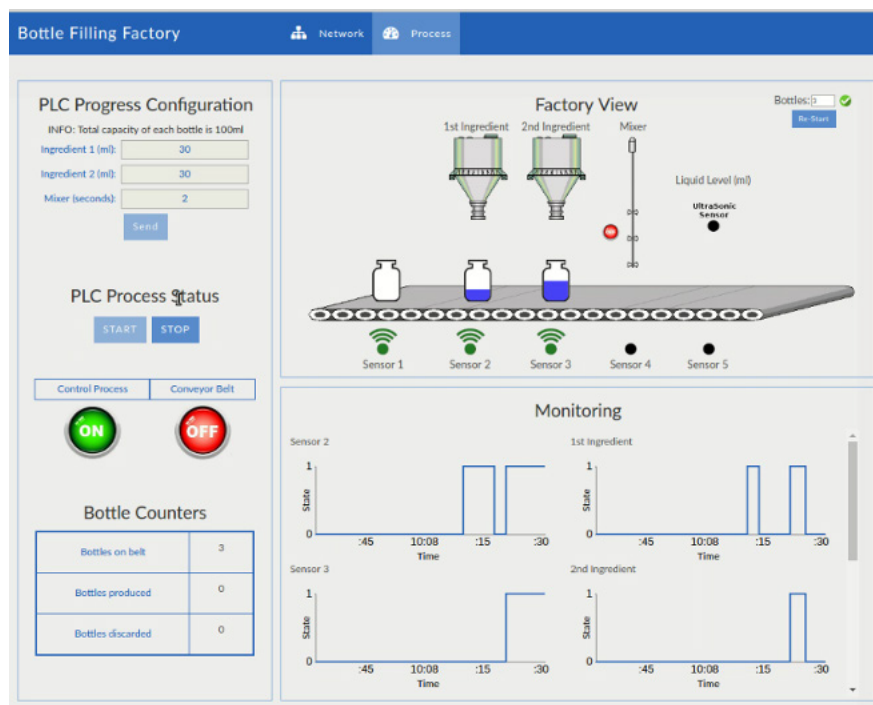 Bottle Filling Factory
Network
Process
PLC Progress Configuration
INFO: Total capacity of each bottle is 100ml
Ingredient 1 (ml): 30
Ingredient 2 (ml): 30
Mixer (seconds): 2
Send
PLC Process Status
START STOP
Control Process Conveyor Belt
ON OFF
Bottle Counters
Bottles on belt 3
Bottles produced 0
Bottles discarded 0
Factory View
Bottles: 3
Re-Start
1st Ingredient 2nd Ingredient Mixer
Liquid Level (ml)
UltraSonic
Sensor
Sensor 1 Sensor 2 Sensor 3 Sensor 4 Sensor 5
Monitoring
Sensor 2
1
State
0
:45 10:08 :15 :30
Time
1st Ingredient
1
State
0
:45 10:08 :15 :30
Time
Sensor 3
1
State
0
:45 10:08 :15 :30
Time
2nd Ingredient
1
State
0
:45 10:08 :15 :30
Time